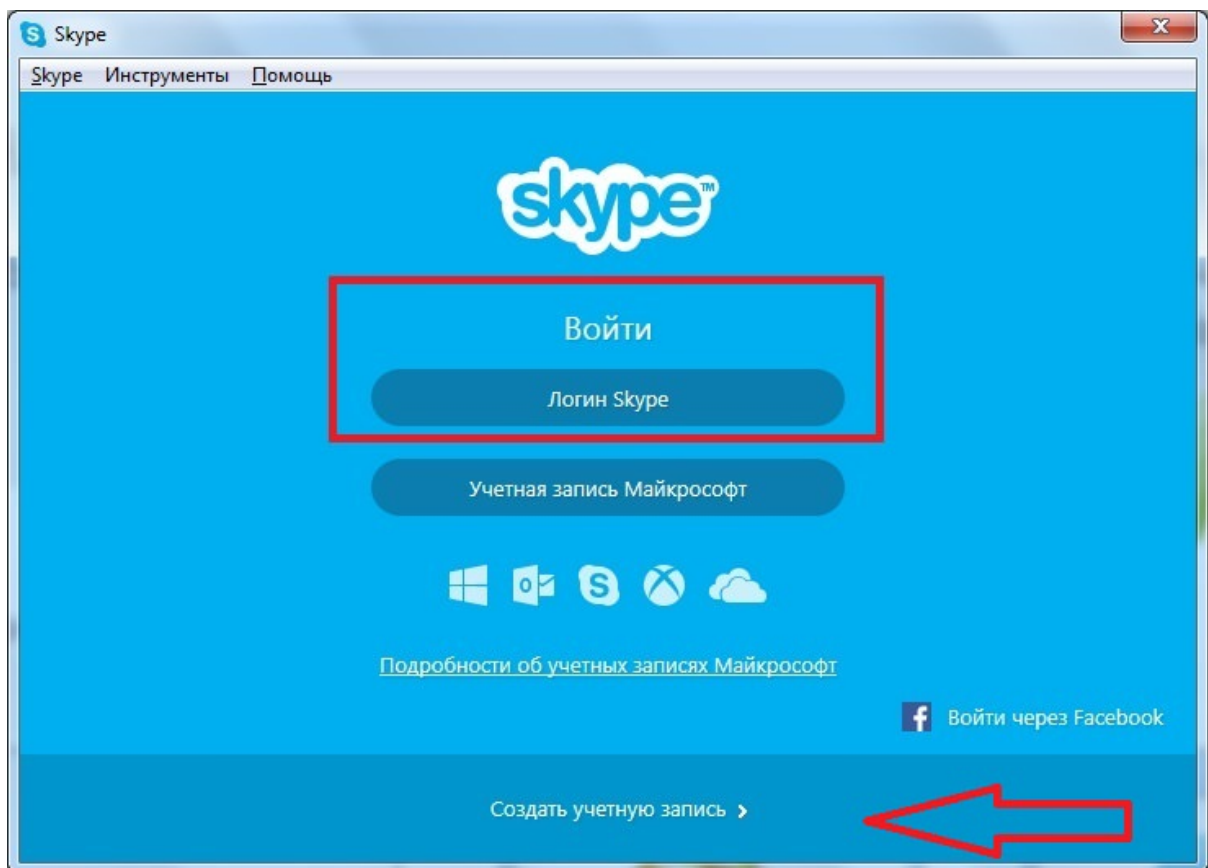 Skype
Skype Инструменты Помощь
skype™
Войти
Логин Skype
Учетная запись Майкрософт
Подробности об учетных записях Майкрософт
Войти через Facebook
Создать учетную запись